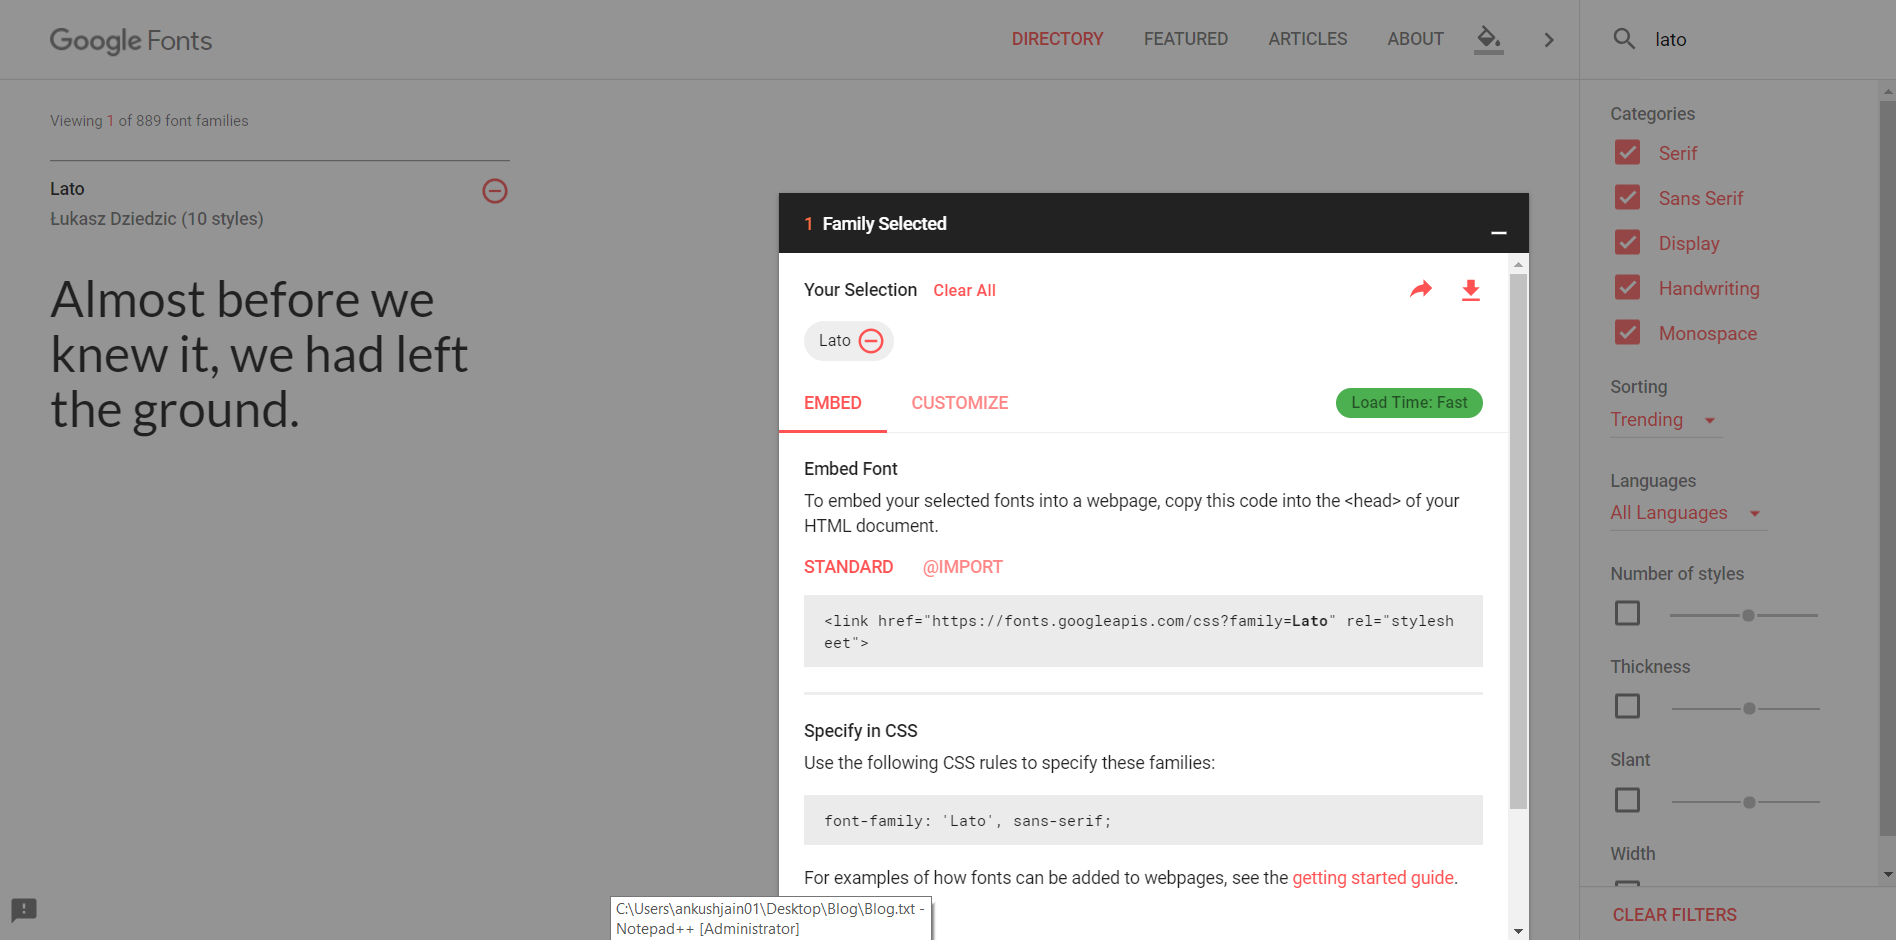 Google Fonts
DIRECTORY
FEATURED
ARTICLES
ABOUT
lato
Viewing 1 of 889 font families
Lato
Łukasz Dziedzic (10 styles)
Almost before we
knew it, we had left
the ground.
1 Family Selected
Your Selection
Clear All
Lato
EMBED
CUSTOMIZE
Load Time: Fast
Embed Font
To embed your selected fonts into a webpage, copy this code into the <head> of your
HTML document.
STANDARD
@IMPORT
<link href="https://fonts.googleapis.com/css?family=Lato" rel="stylesh
eet">
Specify in CSS
Use the following CSS rules to specify these families:
font-family: 'Lato', sans-serif;
For examples of how fonts can be added to webpages, see the getting started guide.
C:\Users\ankushjain01\Desktop\Blog\Blog.txt -
Notepad++ [Administrator]
Categories
Serif
Sans Serif
Display
Handwriting
Monospace
Sorting
Trending
Languages
All Languages
Number of styles
Thickness
Slant
Width
CLEAR FILTERS